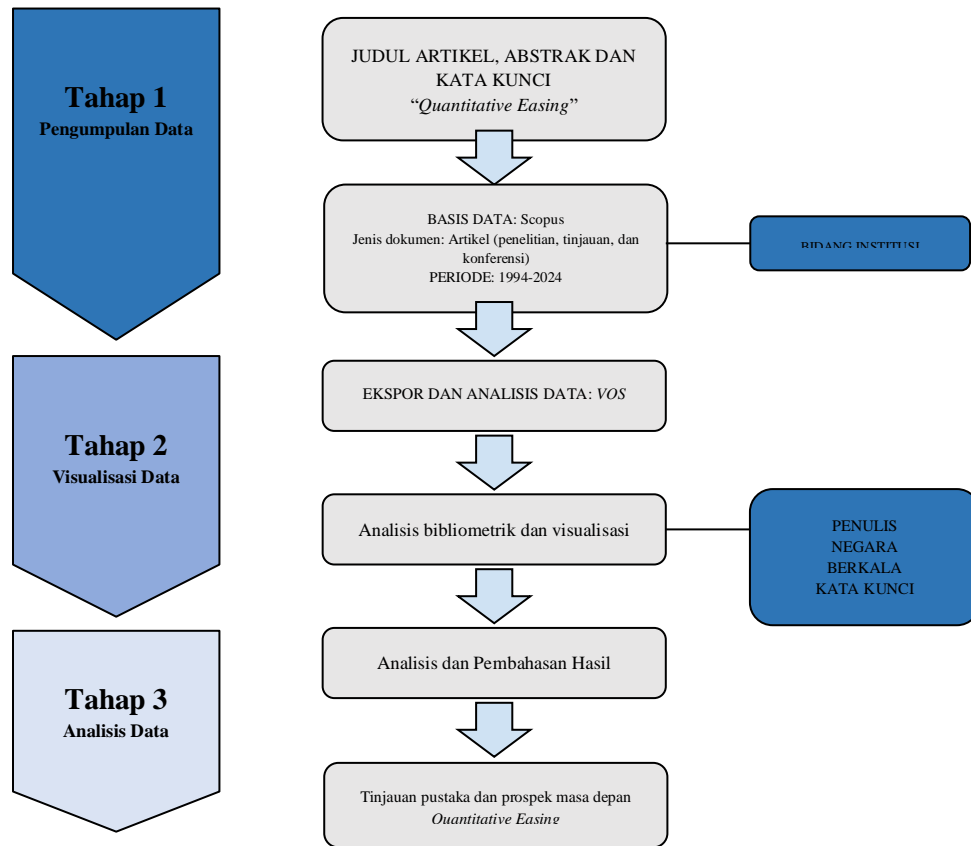 Tahap 1
Pengumpulan Data
JUDUL ARTIKEL, ABSTRAK DAN
KATA KUNCI
“Quantitative Easing”
BASIS DATA: Scopus
Jenis dokumen: Artikel (penelitian, tinjauan, dan
konferensi)
PERIODE: 1994-2024
BIDANG INSTITUSI
Tahap 2
Visualisasi Data
EKSPOR DAN ANALISIS DATA: VOS
Analisis bibliometrik dan visualisasi
PENULIS
NEGARA
BERKALA
KATA KUNCI
Tahap 3
Analisis Data
Analisis dan Pembahasan Hasil
Tinjauan pustaka dan prospek masa depan
Quantitative Easing